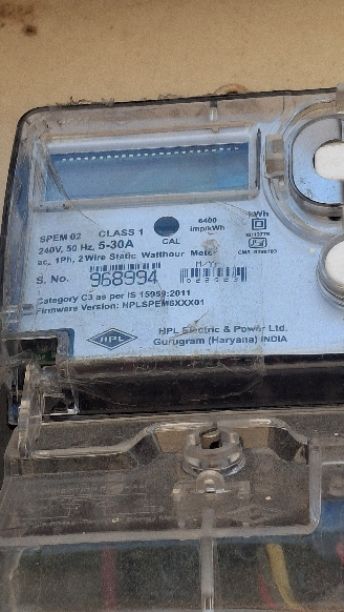 SPEM 02 CLASS 1
240V, 50 Hz, 5-30A
CAL
6400
imp/kWh
kWh
ac, 1Ph, 2 Wire Static Watthour Meter
S. No. 968994
Category C3 as per IS 15959:2011
Firmware Version: HPLSPEM6XXX01
HPL
HPL Electric & Power Ltd.
Gurugram (Haryana) INDIA